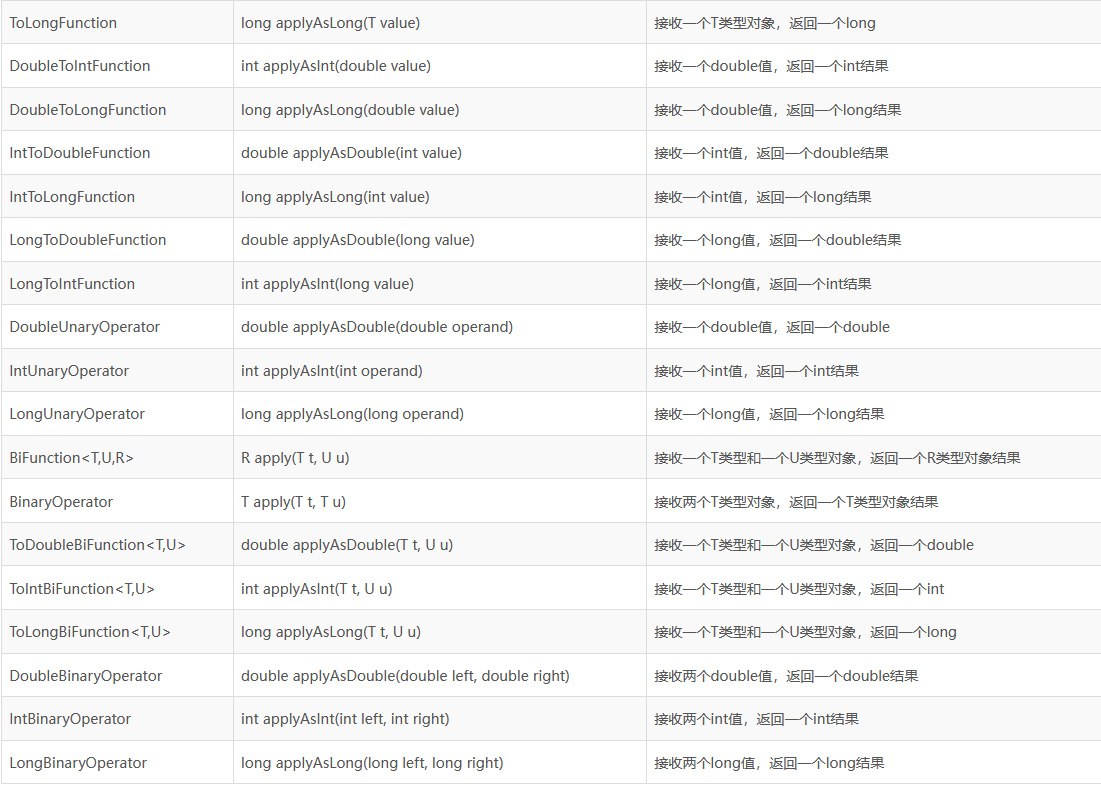 ToLongFunction long applyAsLong(T value) 接收一个T类型对象，返回一个long
DoubleToIntFunction int applyAsInt(double value) 接收一个double值，返回一个int结果
DoubleToLongFunction long applyAsLong(double value) 接收一个double值，返回一个long结果
IntToDoubleFunction double applyAsDouble(int value) 接收一个int值，返回一个double结果
IntToLongFunction long applyAsLong(int value) 接收一个int值，返回一个long结果
LongToDoubleFunction double applyAsDouble(long value) 接收一个long值，返回一个double结果
LongToIntFunction int applyAsInt(long value) 接收一个long值，返回一个int结果
DoubleUnaryOperator double applyAsDouble(double operand) 接收一个double值，返回一个double
IntUnaryOperator int applyAsInt(int operand) 接收一个int值，返回一个int结果
LongUnaryOperator long applyAsLong(long operand) 接收一个long值，返回一个long结果
BiFunction<T,U,R> R apply(T t, U u) 接收一个T类型和一个U类型对象，返回一个R类型对象结果
BinaryOperator T apply(T t, T u) 接收两个T类型对象，返回一个T类型对象结果
ToDoubleBiFunction<T,U> double applyAsDouble(T t, U u) 接收一个T类型和一个U类型对象，返回一个double
ToIntBiFunction<T,U> int applyAsInt(T t, U u) 接收一个T类型和一个U类型对象，返回一个int
ToLongBiFunction<T,U> long applyAsLong(T t, U u) 接收一个T类型和一个U类型对象，返回一个long
DoubleBinaryOperator double applyAsDouble(double left, double right) 接收两个double值，返回一个double结果
IntBinaryOperator int applyAsInt(int left, int right) 接收两个int值，返回一个int结果
LongBinaryOperator long applyAsLong(long left, long right) 接收两个long值，返回一个long结果